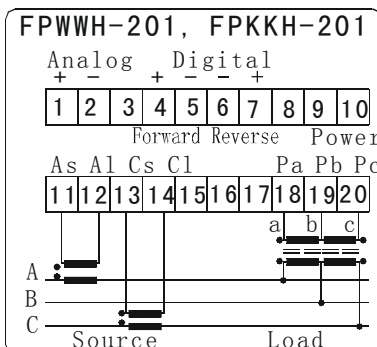 FPWWH-201, FPKKH-201
Analog Digital
+ - + - - +
1 2 3 4 5 6 7 8 9 10
Forward Reverse Power
As Al Cs Cl Pa Pb Pc
11 12 13 14 15 16 17 18 19 20
a b c
A
B
C
Source Load